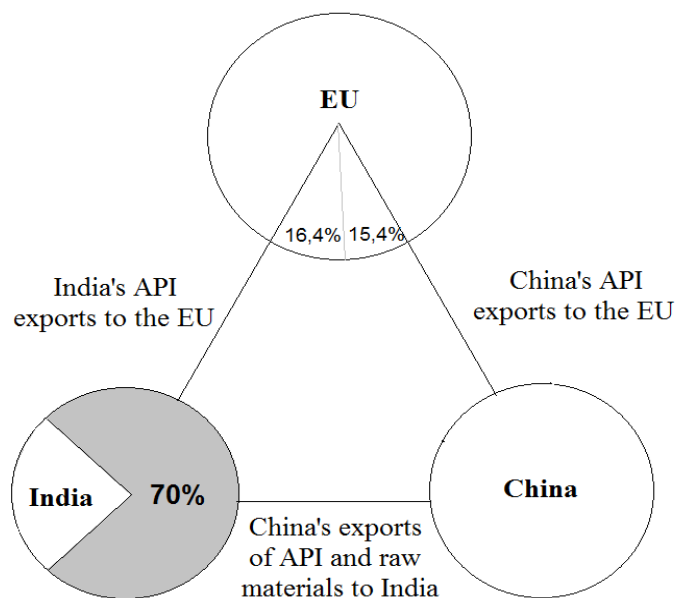 EU
16,4%
15,4%
India's API
exports to the EU
China's API
exports to the EU
India
70%
China
China's exports
of API and raw
materials to India